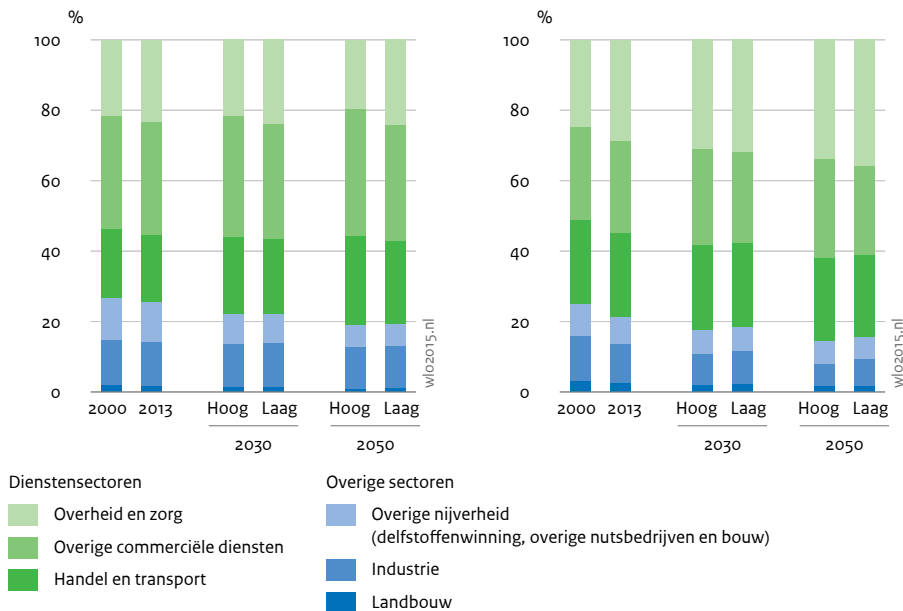 %
100
80
60
40
20
0
2000 2013 Hoog Laag Hoog Laag
2030 2050
wlo2015.nl
%
100
80
60
40
20
0
2000 2013 Hoog Laag Hoog Laag
2030 2050
wlo2015.nl
Dienstensectoren
Overheid en zorg
Overige commerciële diensten
Handel en transport
Overige sectoren
Overige nijverheid
(delfstoffenwinning, overige nutsbedrijven en bouw)
Industrie
Landbouw